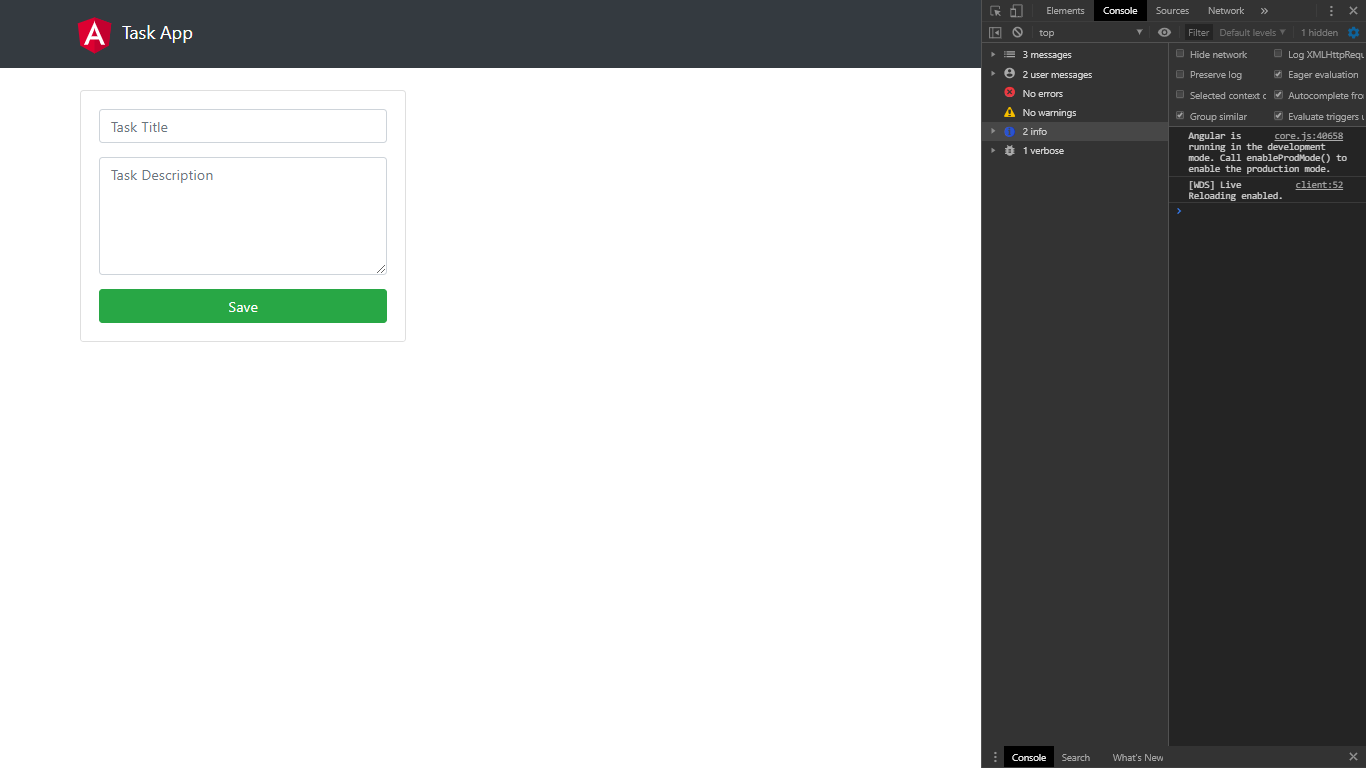 Task App
Task Title
Task Description
Save
Elements Console Sources Network »
top Filter Default levels 1 hidden
3 messages
2 user messages
No errors
No warnings
2 info
1 verbose
Hide network Log XMLHttpRequ
Preserve log Eager evaluation
Selected context o Autocomplete fro
Group similar Evaluate triggers u
Angular is core.js:40658
running in the development
mode. Call enableProdMode() to
enable the production mode.
[WDS] Live client:52
Reloading enabled.
Console Search What's New